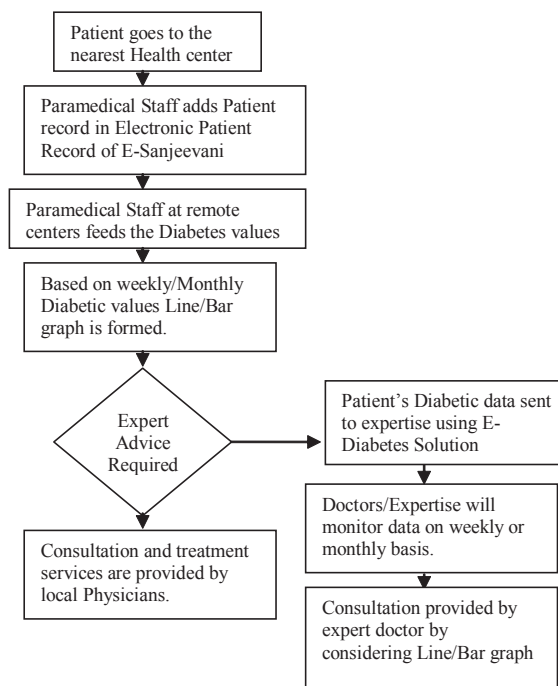 Patient goes to the
nearest Health center
Paramedical Staff adds Patient
record in Electronic Patient
Record of E-Sanjeevani
Paramedical Staff at remote
centers feeds the Diabetes values
Based on weekly/Monthly
Diabetic values Line/Bar
graph is formed.
Expert
Advice
Required
Patient's Diabetic data sent
to expertise using E-
Diabetes Solution
Doctors/Expertise will
monitor data on weekly or
monthly basis.
Consultation and treatment
services are provided by
local Physicians.
Consultation provided by
expert doctor by
considering Line/Bar graph